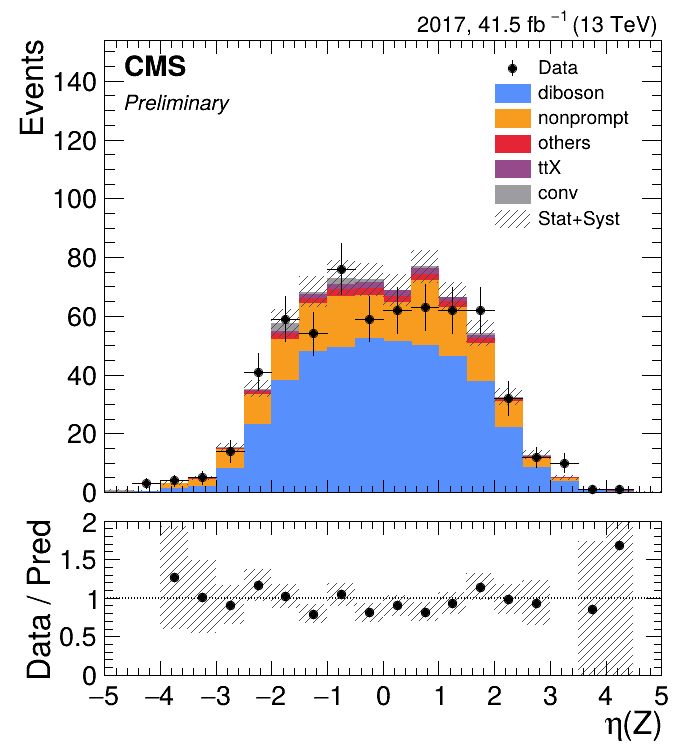 2017, 41.5 fb⁻¹ (13 TeV)
Events
CMS
Preliminary
Data
diboson
nonprompt
others
ttX
conv
Stat+Syst
140
120
100
80
60
40
20
0
Data / Pred
2
1.5
1
0.5
0
−5 −4 −3 −2 −1 0 1 2 3 4 5
η(Z)